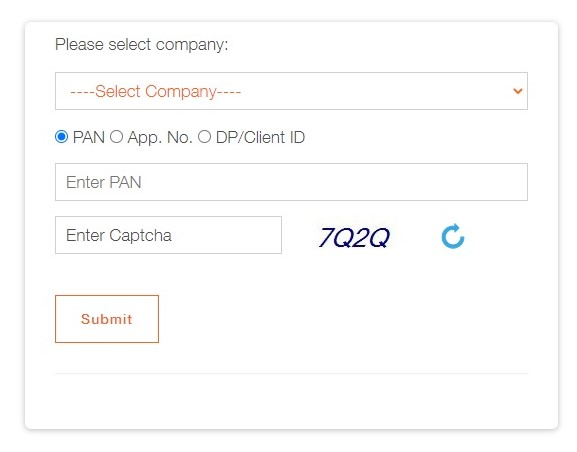 Please select company:
----Select Company----
PAN App. No. DP/Client ID
Enter PAN
Enter Captcha 7Q2Q
Submit